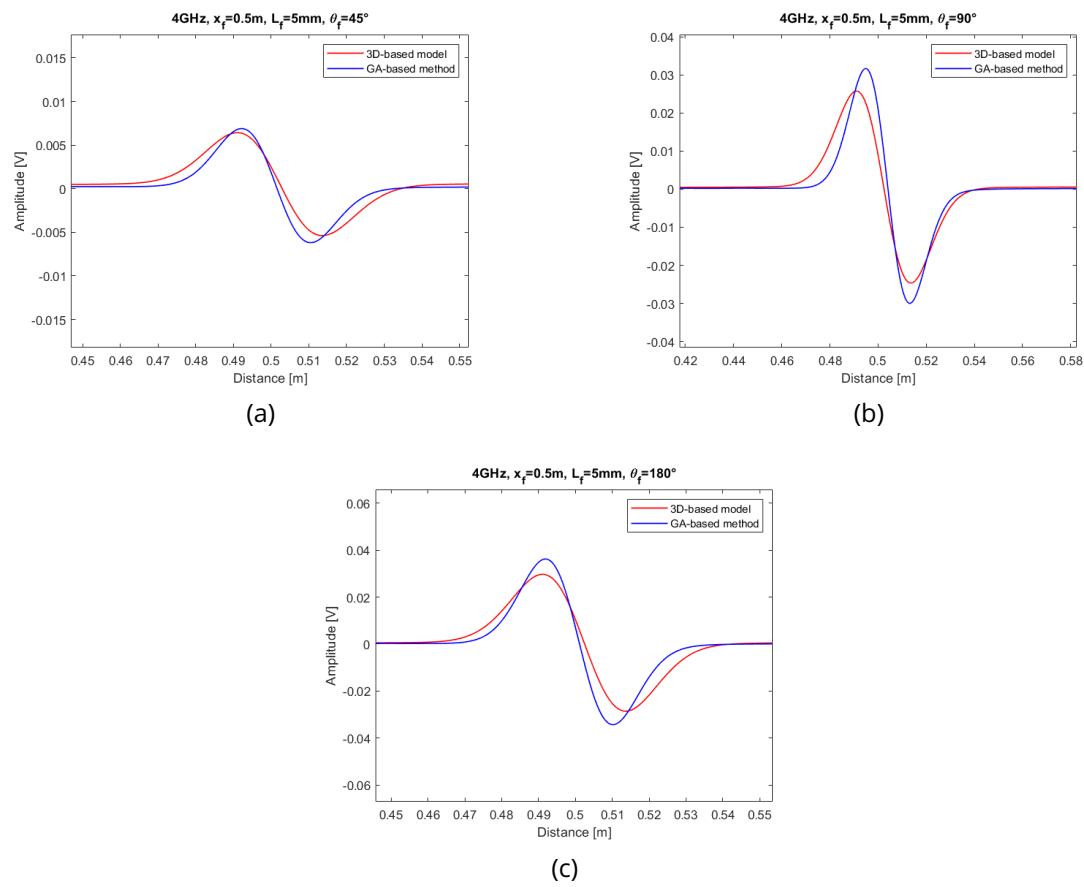 4GHz, x_f=0.5m, L_f=5mm, θ_f=45°
3D-based model
GA-based method
0.015
0.01
0.005
0
-0.005
-0.01
-0.015
Amplitude [V]
0.45 0.46 0.47 0.48 0.49 0.5 0.51 0.52 0.53 0.54 0.55
Distance [m]
(a)
4GHz, x_f=0.5m, L_f=5mm, θ_f=90°
3D-based model
GA-based method
0.04
0.03
0.02
0.01
0
-0.01
-0.02
-0.03
-0.04
Amplitude [V]
0.42 0.44 0.46 0.48 0.5 0.52 0.54 0.56 0.58
Distance [m]
(b)
4GHz, x_f=0.5m, L_f=5mm, θ_f=180°
3D-based model
GA-based method
0.06
0.04
0.02
0
-0.02
-0.04
-0.06
Amplitude [V]
0.45 0.46 0.47 0.48 0.49 0.5 0.51 0.52 0.53 0.54 0.55
Distance [m]
(c)